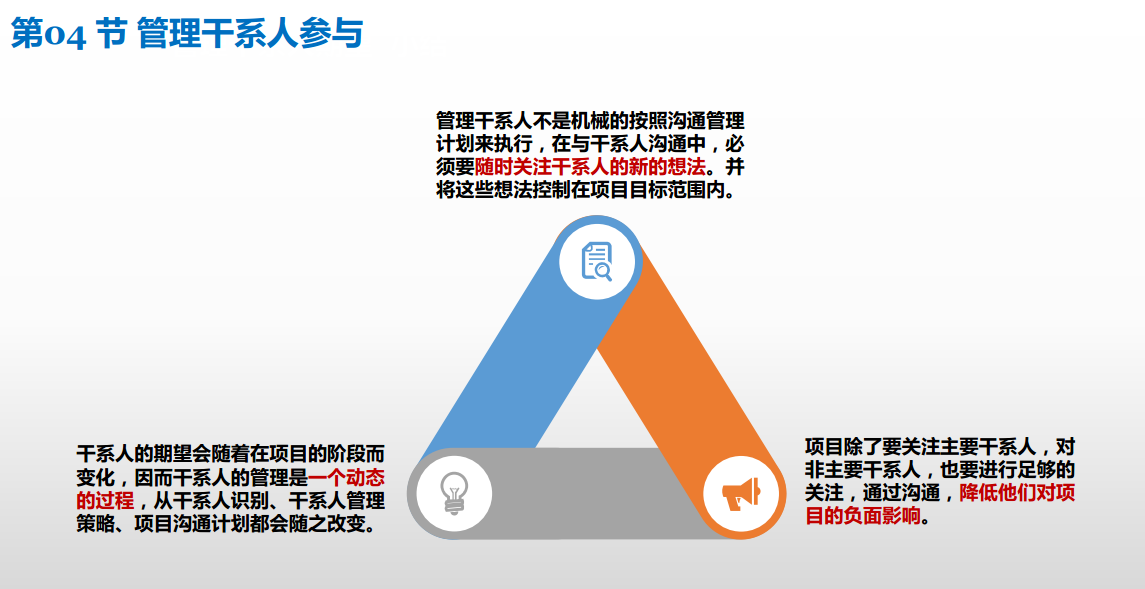 第04 节 管理干系人参与
管理干系人不是机械的按照沟通管理
计划来执行，在与干系人沟通中，必
须要随时关注干系人的新的想法。并
将这些想法控制在项目目标范围内。
干系人的期望会随着在项目的阶段而
变化，因而干系人的管理是一个动态
的过程，从干系人识别、干系人管理
策略、项目沟通计划都会随之改变。
项目除了要关注主要干系人，对
非主要干系人，也要进行足够的
关注，通过沟通，降低他们对项
目的负面影响。